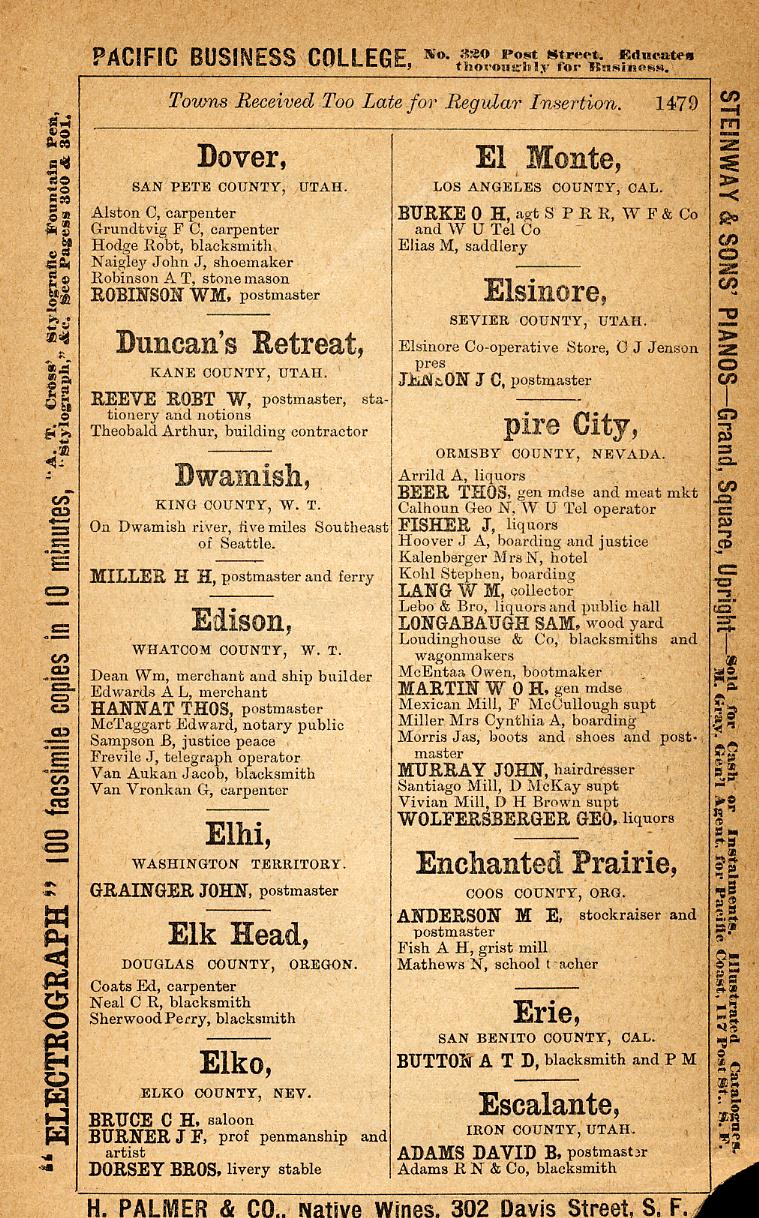 PACIFIC BUSINESS COLLEGE, No. 320 Post Street. Educates
thoroughly for Business.
Towns Received Too Late for Regular Insertion. 1479
Dover,
SAN PETE COUNTY, UTAH.
Alston C, carpenter
Grundtvig F C, carpenter
Hodge Robt, blacksmith
Naigley John J, shoemaker
Robinson A T, stone mason
ROBINSON WM, postmaster
Duncan's Retreat,
KANE COUNTY, UTAH.
REEVE ROBT W, postmaster, sta-
tionery and notions
Theobald Arthur, building contractor
Dwamish,
KING COUNTY, W. T.
On Dwamish river, five miles Southeast
of Seattle.
MILLER H H, postmaster and ferry
Edison,
WHATCOM COUNTY, W. T.
Dean Wm, merchant and ship builder
Edwards A L, merchant
HANNAT THOS, postmaster
McTaggart Edward, notary public
Sampson B, justice peace
Frevile J, telegraph operator
Van Aukan Jacob, blacksmith
Van Vronkan G, carpenter
Elhi,
WASHINGTON TERRITORY.
GRAINGER JOHN, postmaster
Elk Head,
DOUGLAS COUNTY, OREGON.
Coats Ed, carpenter
Neal C R, blacksmith
Sherwood Perry, blacksmith
Elko,
ELKO COUNTY, NEV.
BRUCE C H, saloon
BURNER J F, prof penmanship and
artist
DORSEY BROS, livery stable
El Monte,
LOS ANGELES COUNTY, CAL.
BURKE O H, agt S P R R, W F & Co
and W U Tel Co
Elias M, saddlery
Elsinore,
SEVIER COUNTY, UTAH.
Elsinore Co-operative Store, C J Jenson
pres
JENSON J C, postmaster
pire City,
ORMSBY COUNTY, NEVADA.
Arrild A, liquors
BEER THOS, gen mdse and meat mkt
Calhoun Geo N, W U Tel operator
FISHER J, liquors
Hoover J A, boarding and justice
Kalenberger Mrs N, hotel
Kohl Stephen, boarding
LANG W M, collector
Lebo & Bro, liquors and public hall
LONGABAUGH SAM, wood yard
Loudinghouse & Co, blacksmiths and
wagonmakers
McEntaa Owen, bootmaker
MARTIN W O H, gen mdse
Mexican Mill, F McCullough supt
Miller Mrs Cynthia A, boarding
Morris Jas, boots and shoes and post-
master
MURRAY JOHN, hairdresser
Santiago Mill, D McKay supt
Vivian Mill, D H Brown supt
WOLFERSBERGER GEO, liquors
Enchanted Prairie,
COOS COUNTY, ORG.
ANDERSON M E, stockraiser and
postmaster
Fish A H, grist mill
Mathews N, school t acher
Erie,
SAN BENITO COUNTY, CAL.
BUTTON A T D, blacksmith and P M
Escalante,
IRON COUNTY, UTAH.
ADAMS DAVID B, postmaster
Adams R N & Co, blacksmith
"ELECTROGRAPH" 100 facsimile copies in 10 minutes, "A. T. Cross' Stylografic Fountain Pen,
"Stylograph," &c. See Pagess 300 & 301.
STEINWAY & SONS' PIANOS—Grand, Square, Upright—Sold for Cash or Instalments. Illustrated Catalogues.
M. Gray, Gen'l Agent, for Pacific Coast, 117 Post St., S. F.
H. PALMER & CO., Native Wines, 302 Davis Street, S. F.